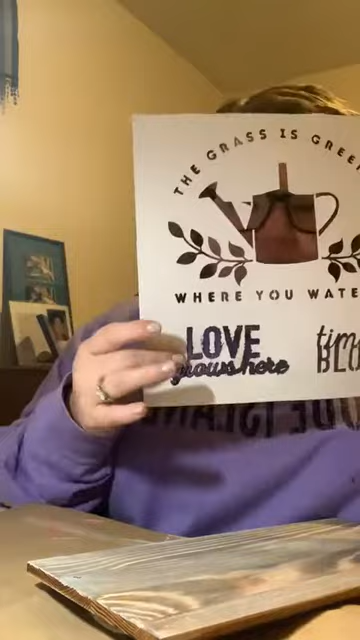 THE GRASS IS GREE
WHERE YOU WATE
LOVE
grows here
tim
BL